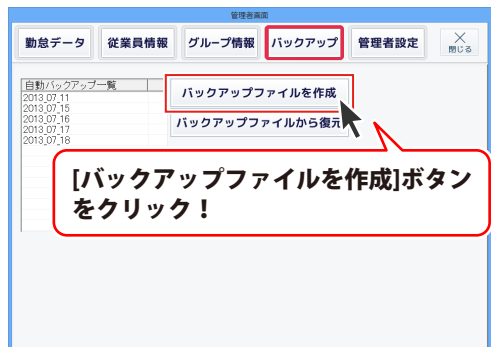 管理者画面
勤怠データ 従業員情報 グループ情報 バックアップ 管理者設定 閉じる
自動バックアップ一覧
バックアップファイルを作成
2013_07_11
2013_07_15
2013_07_16
バックアップファイルから復元
2013_07_17
2013_07_18
[バックアップファイルを作成]ボタン
をクリック！